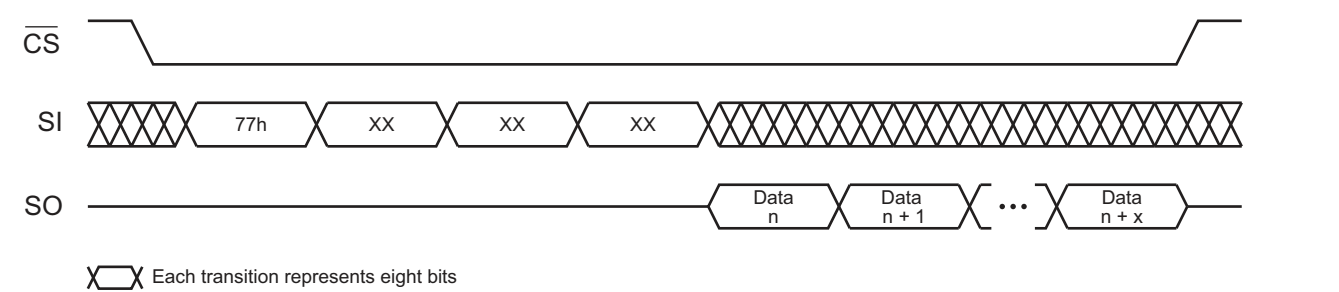 CS
SI 77h XX XX XX
SO Data n Data n + 1 ••• Data n + x
Each transition represents eight bits